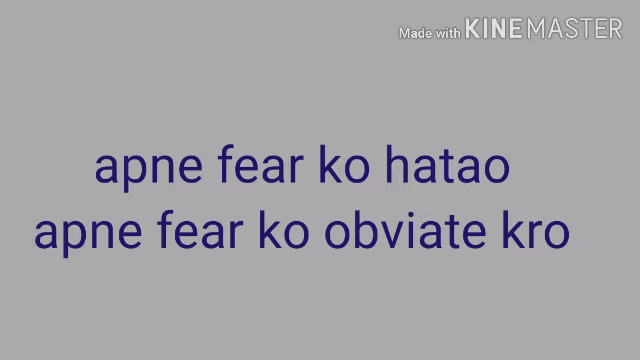 Made with KINEMASTER
apne fear ko hatao
apne fear ko obviate kro